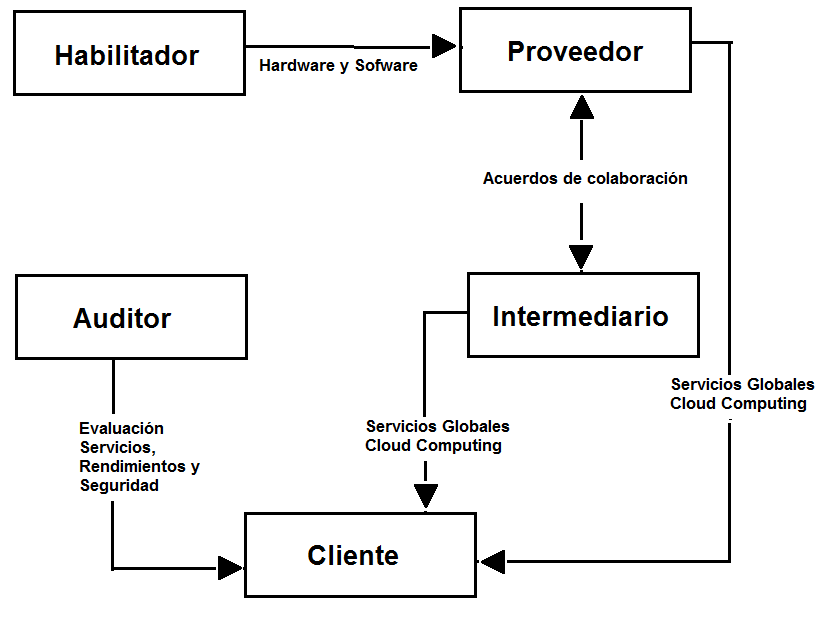 Habilitador
Proveedor
Hardware y Sofware
Acuerdos de colaboración
Auditor
Intermediario
Servicios Globales
Cloud Computing
Evaluación
Servicios,
Rendimientos y
Seguridad
Servicios Globales
Cloud Computing
Cliente